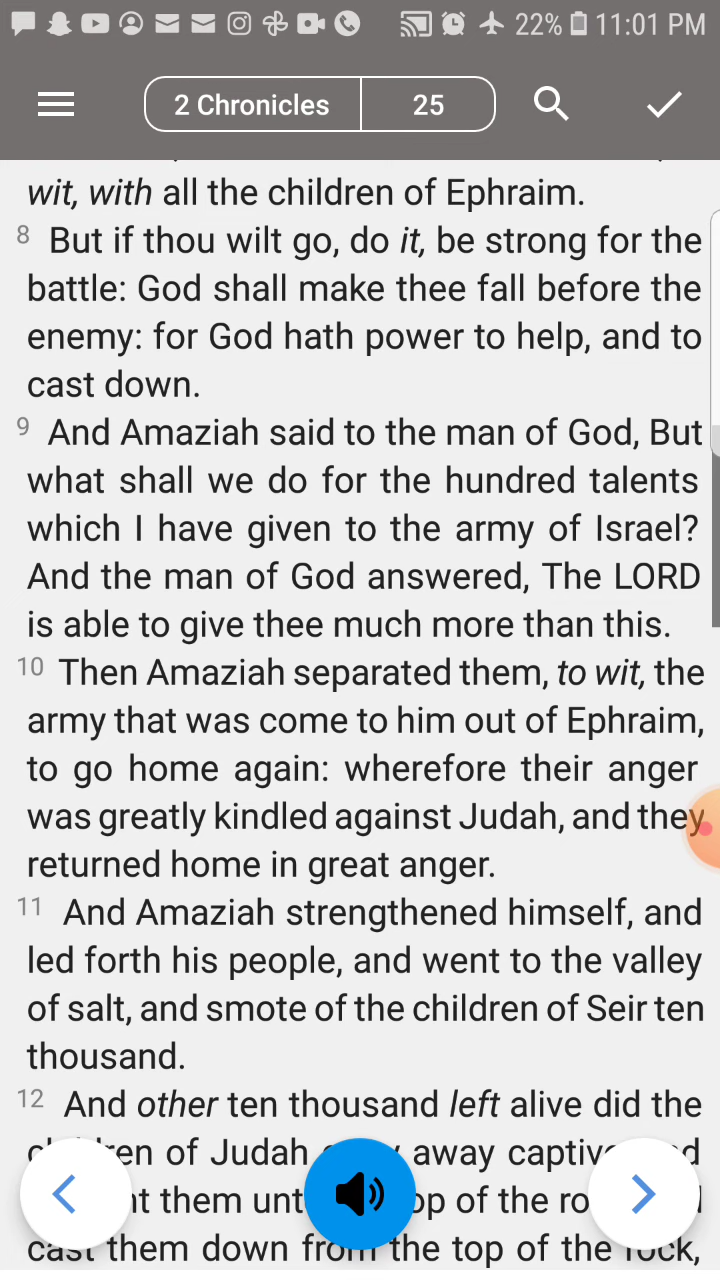 22% 11:01 PM
2 Chronicles 25
wit, with all the children of Ephraim.
8 But if thou wilt go, do it, be strong for the
battle: God shall make thee fall before the
enemy: for God hath power to help, and to
cast down.
9 And Amaziah said to the man of God, But
what shall we do for the hundred talents
which I have given to the army of Israel?
And the man of God answered, The LORD
is able to give thee much more than this.
10 Then Amaziah separated them, to wit, the
army that was come to him out of Ephraim,
to go home again: wherefore their anger
was greatly kindled against Judah, and they
returned home in great anger.
11 And Amaziah strengthened himself, and
led forth his people, and went to the valley
of salt, and smote of the children of Seir ten
thousand.
12 And other ten thousand left alive did the
of Judah away
them of the
cast them down from the top of the rock,